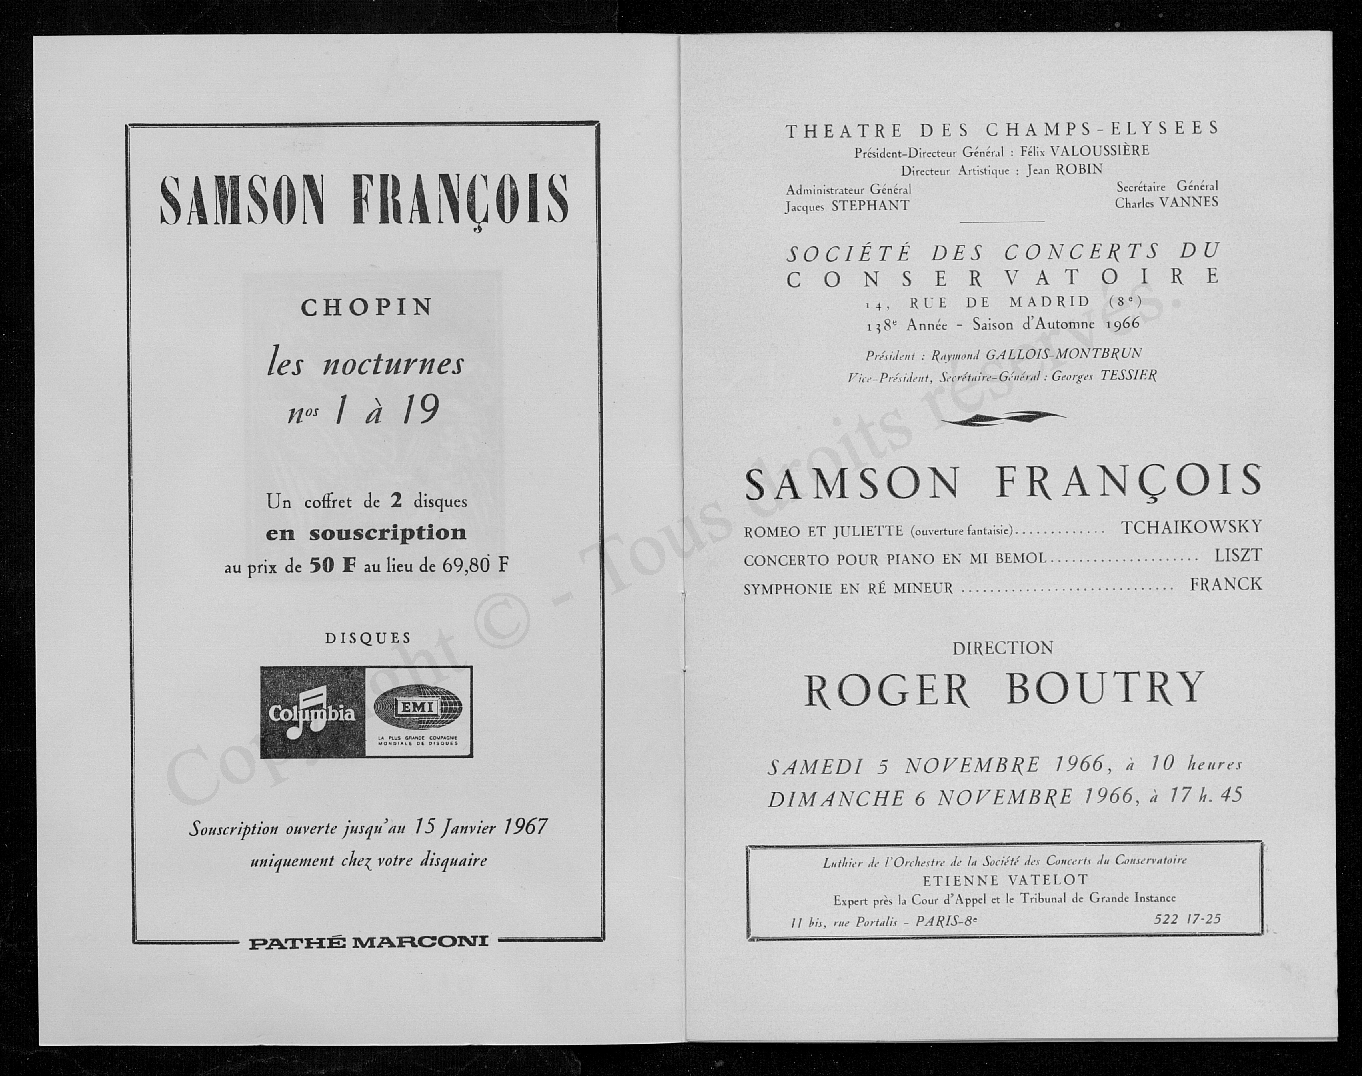 SAMSON FRANÇOIS
CHOPIN
les nocturnes
nos 1 à 19
Un coffret de 2 disques
en souscription
au prix de 50 F au lieu de 69,80 F
DISQUES
Columbia
EMI
LA PLUS GRANDE COMPAGNIE
MONDIALE DE DISQUES
Souscription ouverte jusqu'au 15 Janvier 1967
uniquement chez votre disquaire
PATHÉ MARCONI
THEATRE DES CHAMPS-ELYSEES
Président-Directeur Général : Félix VALOUSSIÈRE
Directeur Artistique : Jean ROBIN
Administrateur Général
Jacques STEPHANT
Secrétaire Général
Charles VANNES
SOCIÉTÉ DES CONCERTS DU
CONSERVATOIRE
14, RUE DE MADRID (8e)
138e Année - Saison d'Automne 1966
Président : Raymond GALLOIS-MONTBRUN
Vice-Président, Secrétaire-Général : Georges TESSIER
SAMSON FRANÇOIS
ROMEO ET JULIETTE (ouverture fantaisie)............. TCHAIKOWSKY
CONCERTO POUR PIANO EN MI BEMOL..................... LISZT
SYMPHONIE EN RÉ MINEUR .............................. FRANCK
DIRECTION
ROGER BOUTRY
SAMEDI 5 NOVEMBRE 1966, à 10 heures
DIMANCHE 6 NOVEMBRE 1966, à 17 h. 45
Luthier de l'Orchestre de la Société des Concerts du Conservatoire
ETIENNE VATELOT
Expert près la Cour d'Appel et le Tribunal de Grande Instance
11 bis, rue Portalis - PARIS-8e 522 17-25
Copyright © - Tous droits réservés.